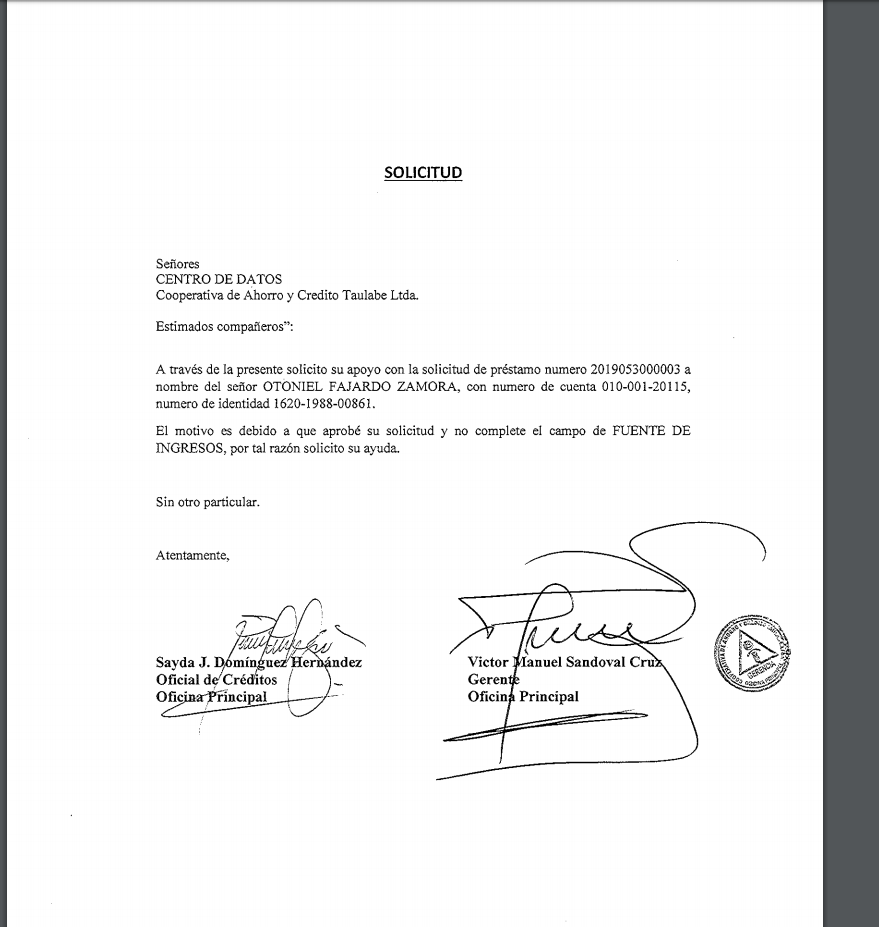 SOLICITUD
Señores
CENTRO DE DATOS
Cooperativa de Ahorro y Credito Taulabe Ltda.
Estimados compañeros”:
A través de la presente solicito su apoyo con la solicitud de préstamo numero 2019053000003 a
nombre del señor OTONIEL FAJARDO ZAMORA, con numero de cuenta 010-001-20115,
numero de identidad 1620-1988-00861.
El motivo es debido a que aprobé su solicitud y no complete el campo de FUENTE DE
INGRESOS, por tal razón solicito su ayuda.
Sin otro particular.
Atentamente,
Sayda J. Domínguez Hernández
Oficial de Créditos
Oficina Principal
Victor Manuel Sandoval Cruz
Gerente
Oficina Principal
GERENCIA